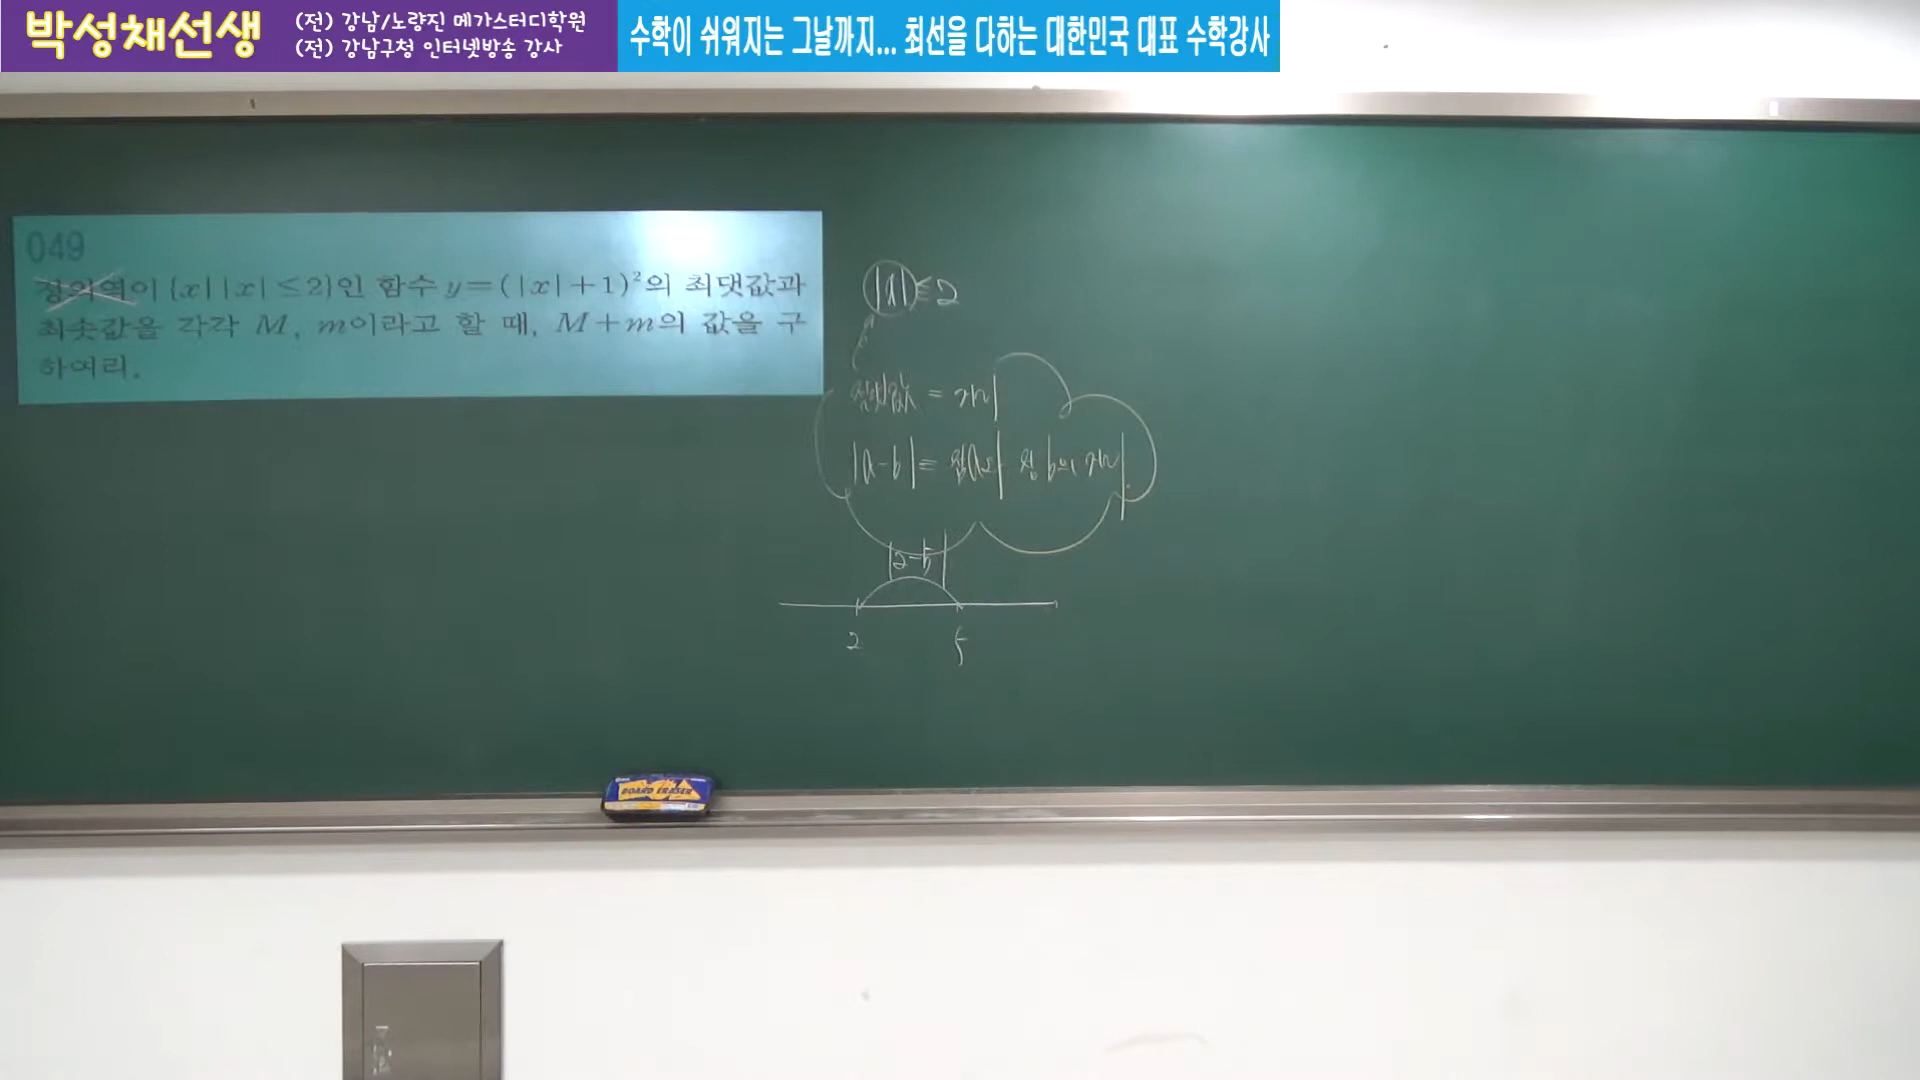 박성채선생
(전) 강남/노량진 메가스터디학원
(전) 강남구청 인터넷방송 강사
수학이 쉬워지는 그날까지... 최선을 다하는 대한민국 대표 수학강사
049
정의역이 {x||x|≤2}인 함수 y=(|x|+1)²의 최댓값과
최솟값을 각각 M, m이라고 할 때, M+m의 값을 구
하여라.
|x|≤2
절댓값 = 거리
|a-b|= 점a와 점b의 거리
|2-5|
2 5
BOARD ERASER